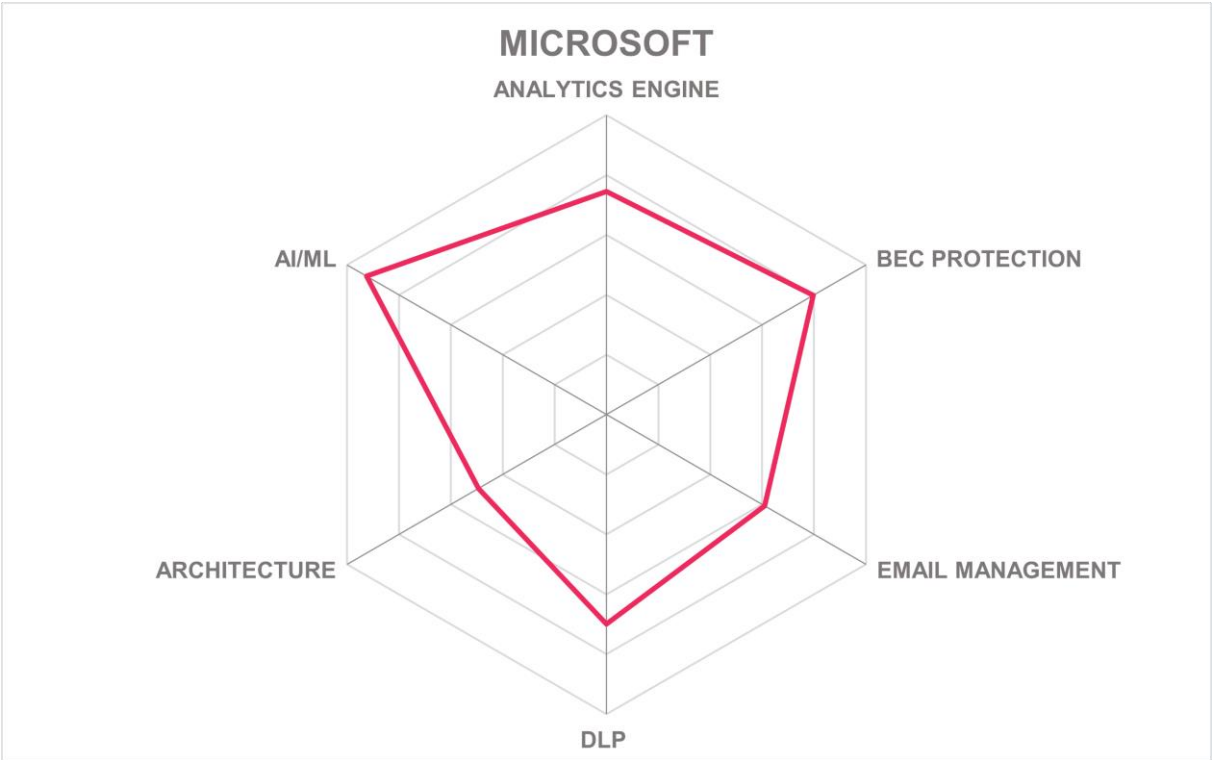 MICROSOFT
ANALYTICS ENGINE
AI/ML
BEC PROTECTION
ARCHITECTURE
EMAIL MANAGEMENT
DLP